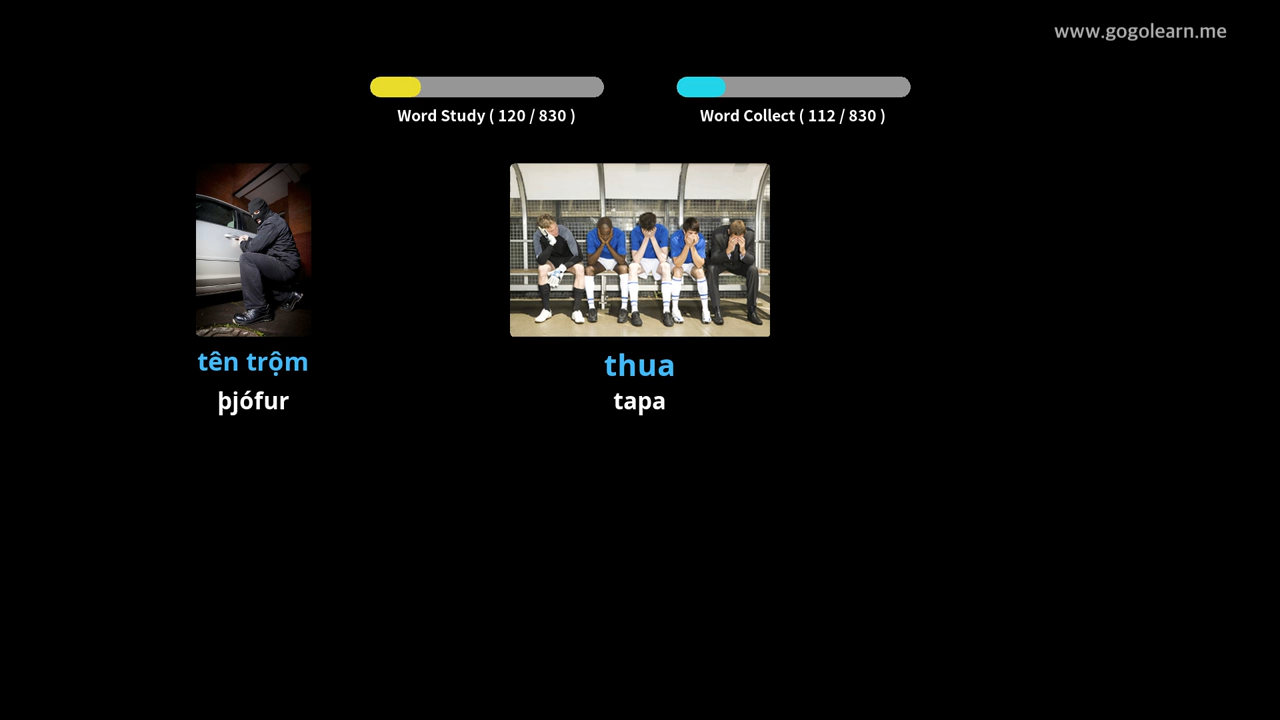 www.gogolearn.me
Word Study ( 120 / 830 )
Word Collect ( 112 / 830 )
tên trộm
þjófur
thua
tapa